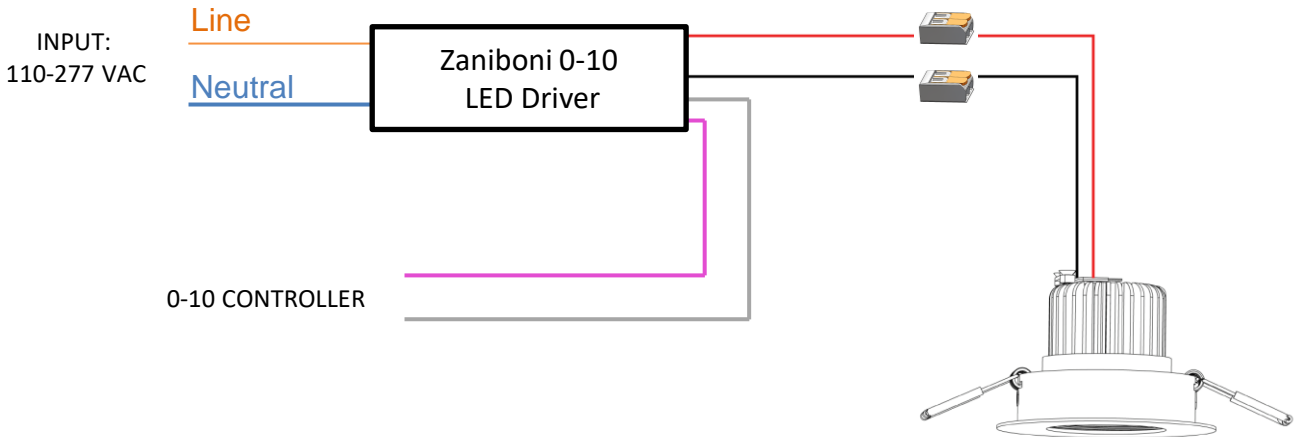 Line
INPUT:
110-277 VAC
Neutral
Zaniboni 0-10
LED Driver
0-10 CONTROLLER